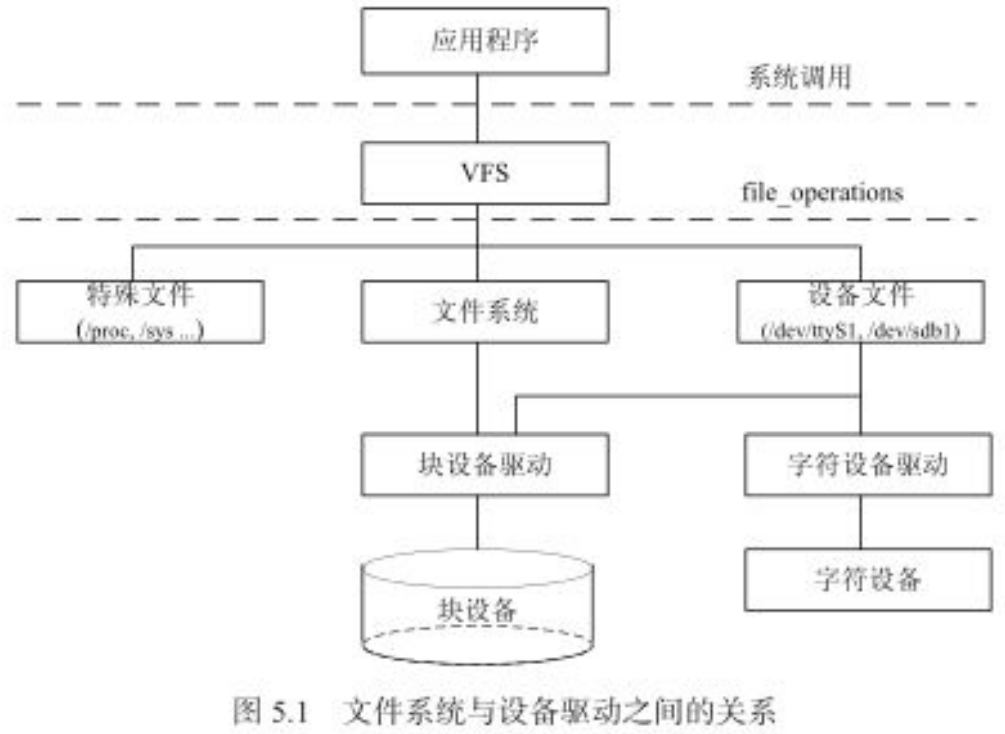 应用程序
系统调用
VFS
file_operations
特殊文件
(/proc, /sys ...)
文件系统
设备文件
(/dev/ttyS1, /dev/sdb1)
块设备驱动
字符设备驱动
块设备
字符设备
图 5.1 文件系统与设备驱动之间的关系